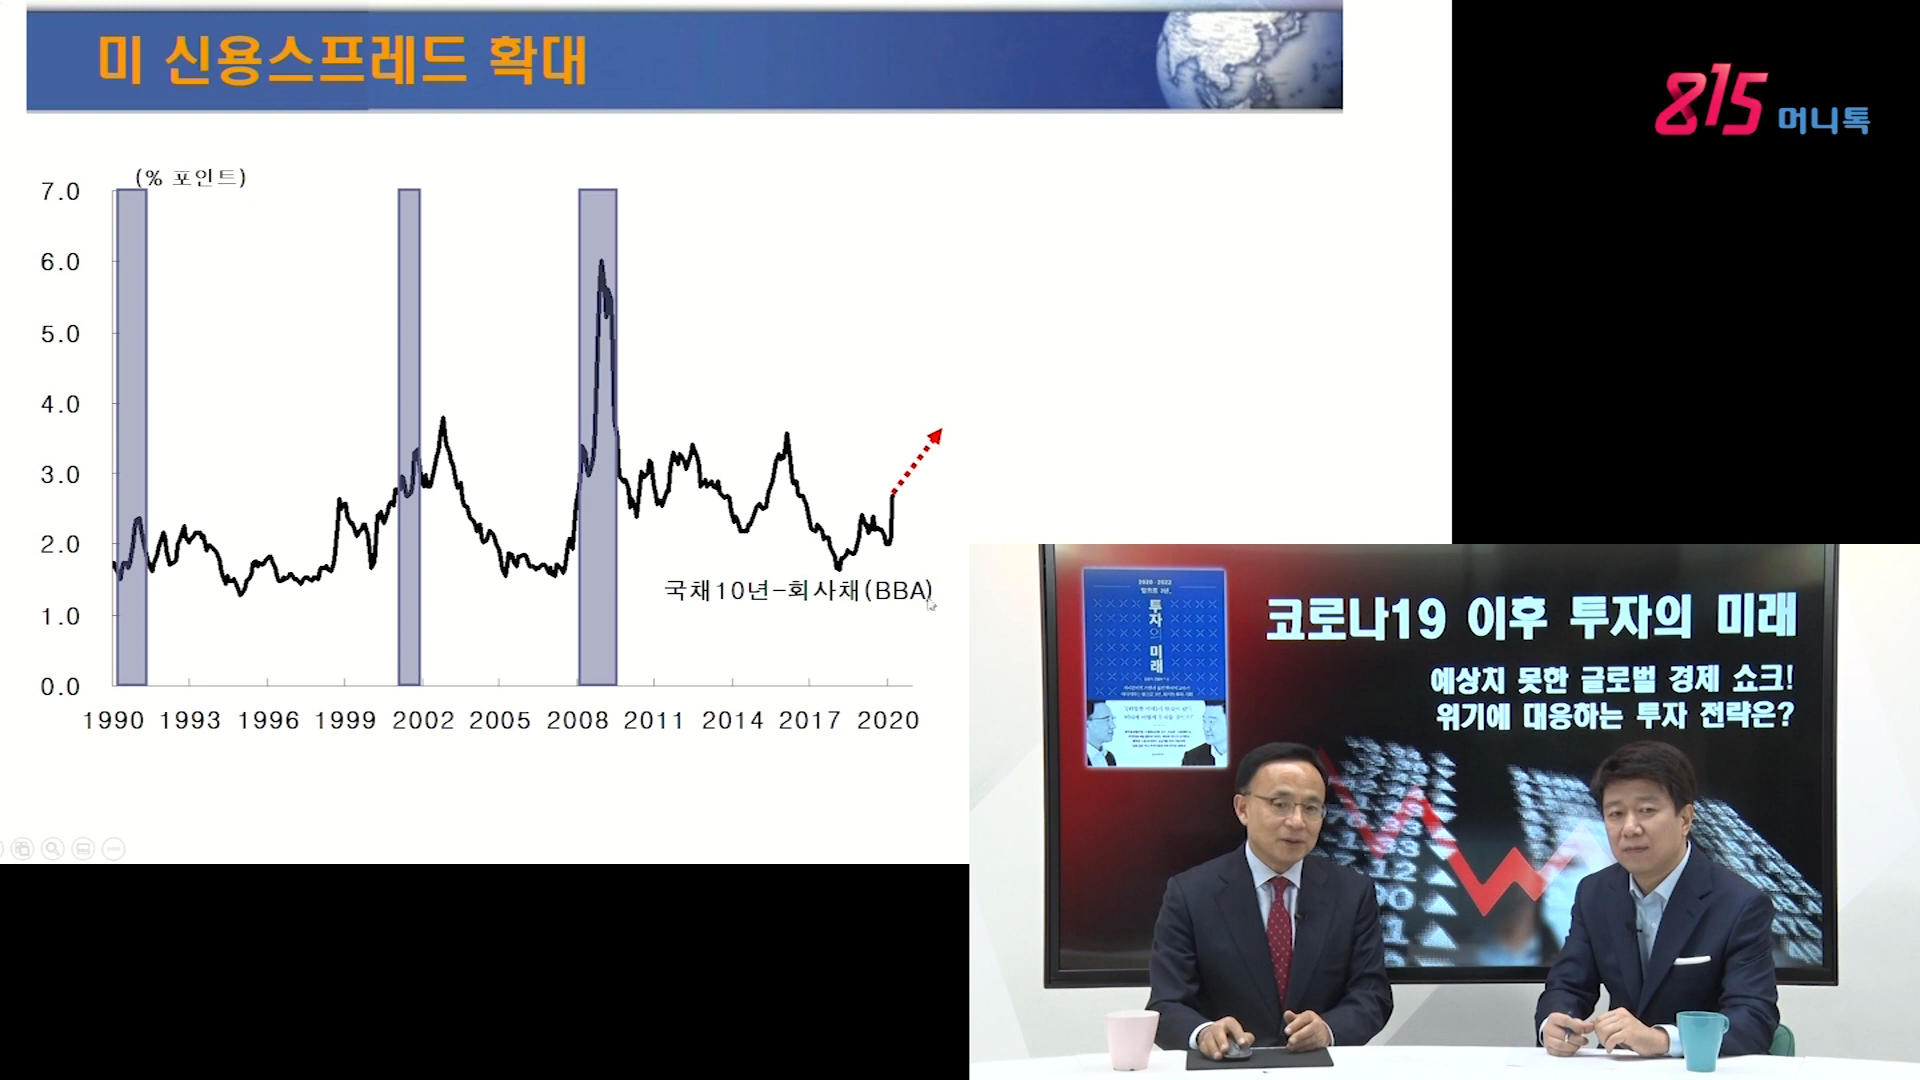 미 신용스프레드 확대
815 머니톡
(% 포인트)
7.0
6.0
5.0
4.0
3.0
2.0
1.0
0.0
국채10년-회사채(BBA)
1990 1993 1996 1999 2002 2005 2008 2011 2014 2017 2020
2020-2022
투자의 미래
코로나19 이후 투자의 미래
예상치 못한 글로벌 경제 쇼크!
위기에 대응하는 투자 전략은?